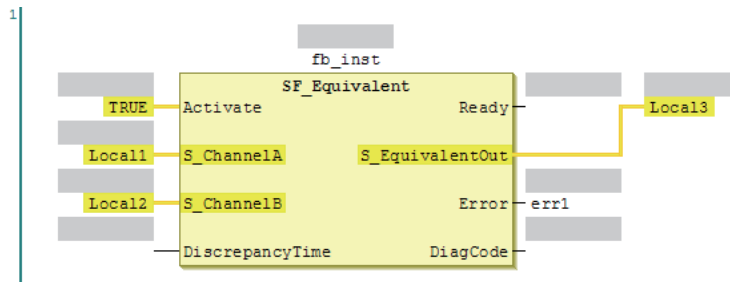 1
fb_inst
SF_Equivalent
TRUE Activate Ready Local3
Local1 S_ChannelA S_EquivalentOut
Local2 S_ChannelB Error err1
DiscrepancyTime DiagCode